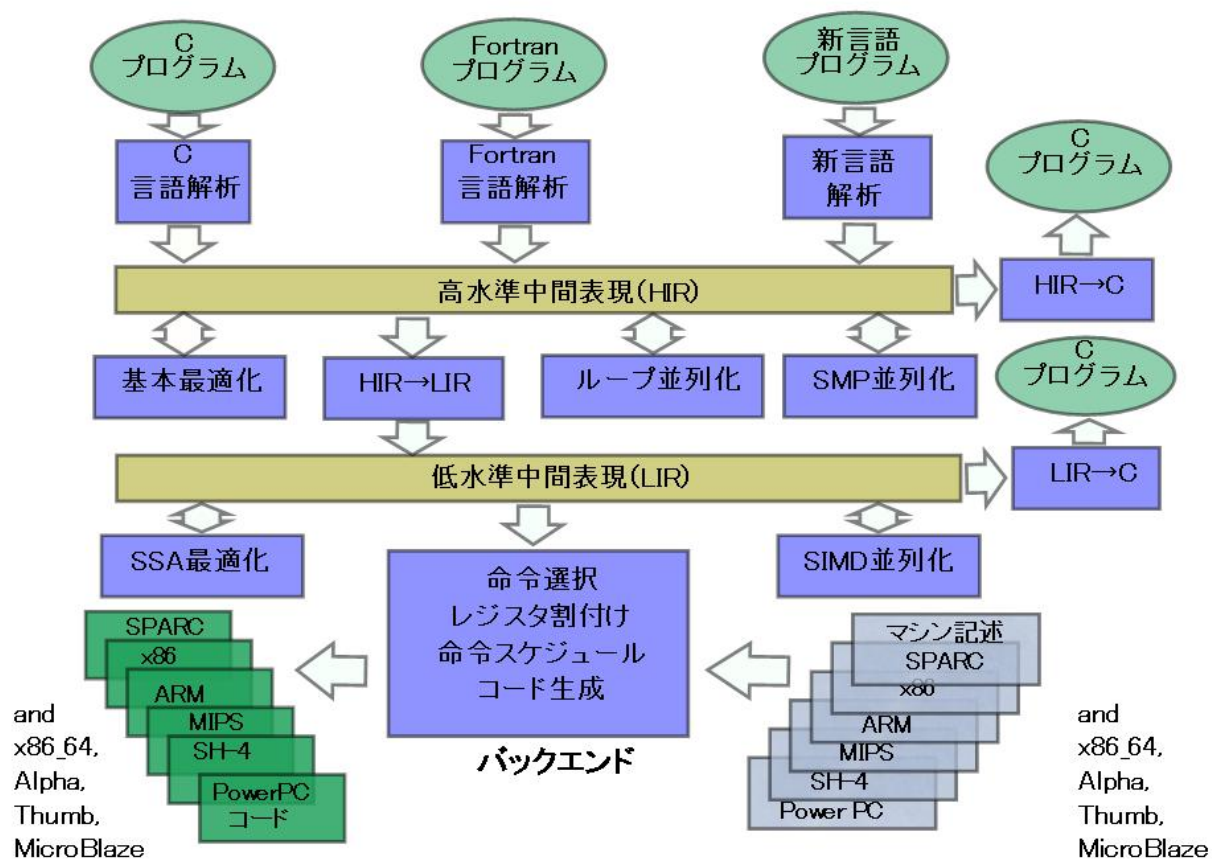 C
プログラム
Fortran
プログラム
新言語
プログラム
C
言語解析
Fortran
言語解析
新言語
解析
C
プログラム
高水準中間表現(HIR)
HIR→C
基本最適化
HIR→LIR
ループ並列化
SMP並列化
C
プログラム
低水準中間表現(LIR)
LIR→C
SSA最適化
命令選択
レジスタ割付け
命令スケジュール
コード生成
SIMD並列化
バックエンド
SPARC
x86
ARM
MIPS
SH-4
PowerPC
コード
and
x86_64,
Alpha,
Thumb,
MicroBlaze
マシン記述
SPARC
x86
ARM
MIPS
SH-4
Power PC
and
x86_64,
Alpha,
Thumb,
MicroBlaze